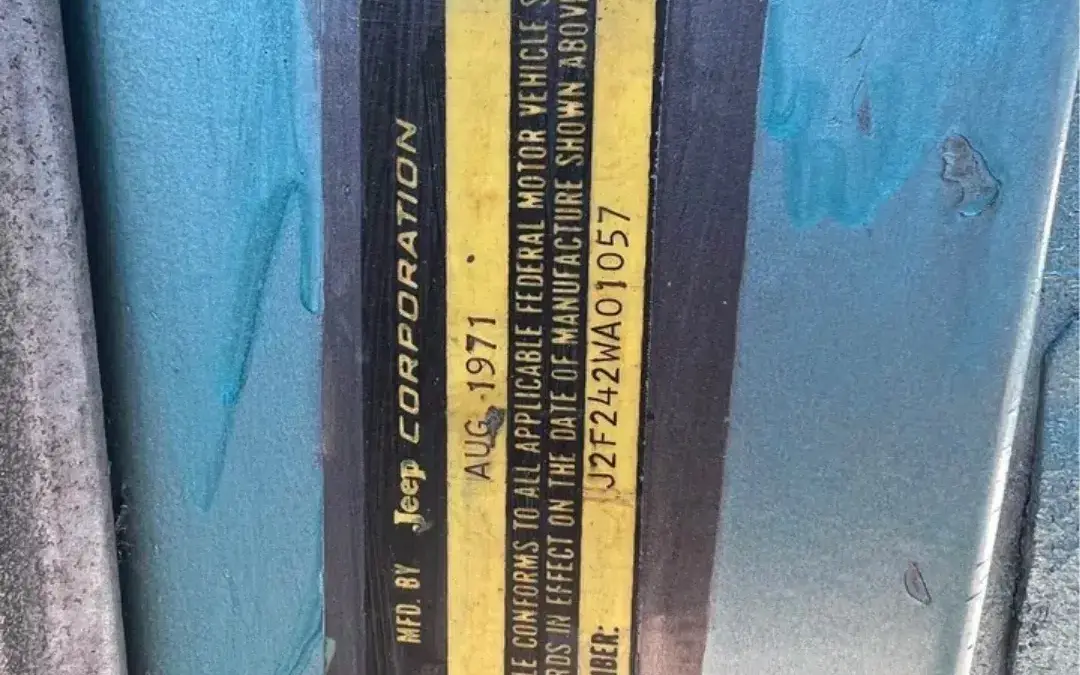 MFD. BY Jeep CORPORATION
AUG. 1971
LE CONFORMS TO ALL APPLICABLE FEDERAL MOTOR VEHICLE S
RDS IN EFFECT ON THE DATE OF MANUFACTURE SHOWN ABOVE
MBER: J2F242WA01057